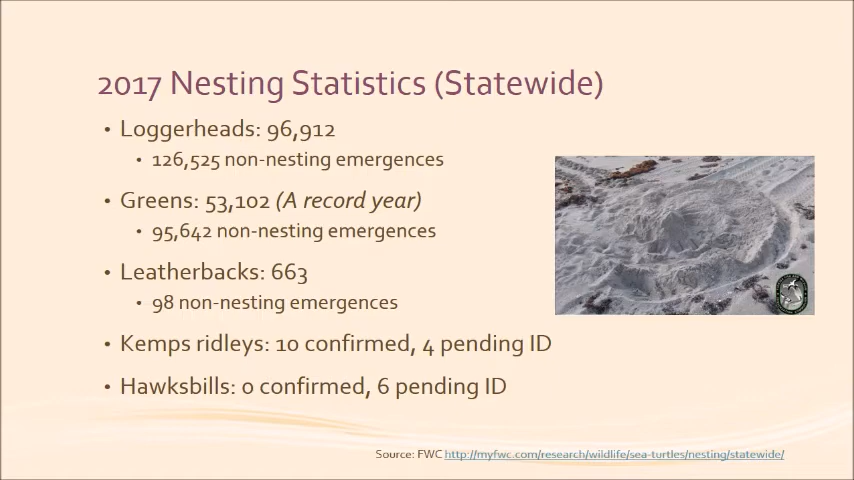 2017 Nesting Statistics (Statewide)
• Loggerheads: 96,912
• 126,525 non-nesting emergences
• Greens: 53,102 (A record year)
• 95,642 non-nesting emergences
• Leatherbacks: 663
• 98 non-nesting emergences
• Kemps ridleys: 10 confirmed, 4 pending ID
• Hawksbills: 0 confirmed, 6 pending ID
Source: FWC http://myfwc.com/research/wildlife/sea-turtles/nesting/statewide/